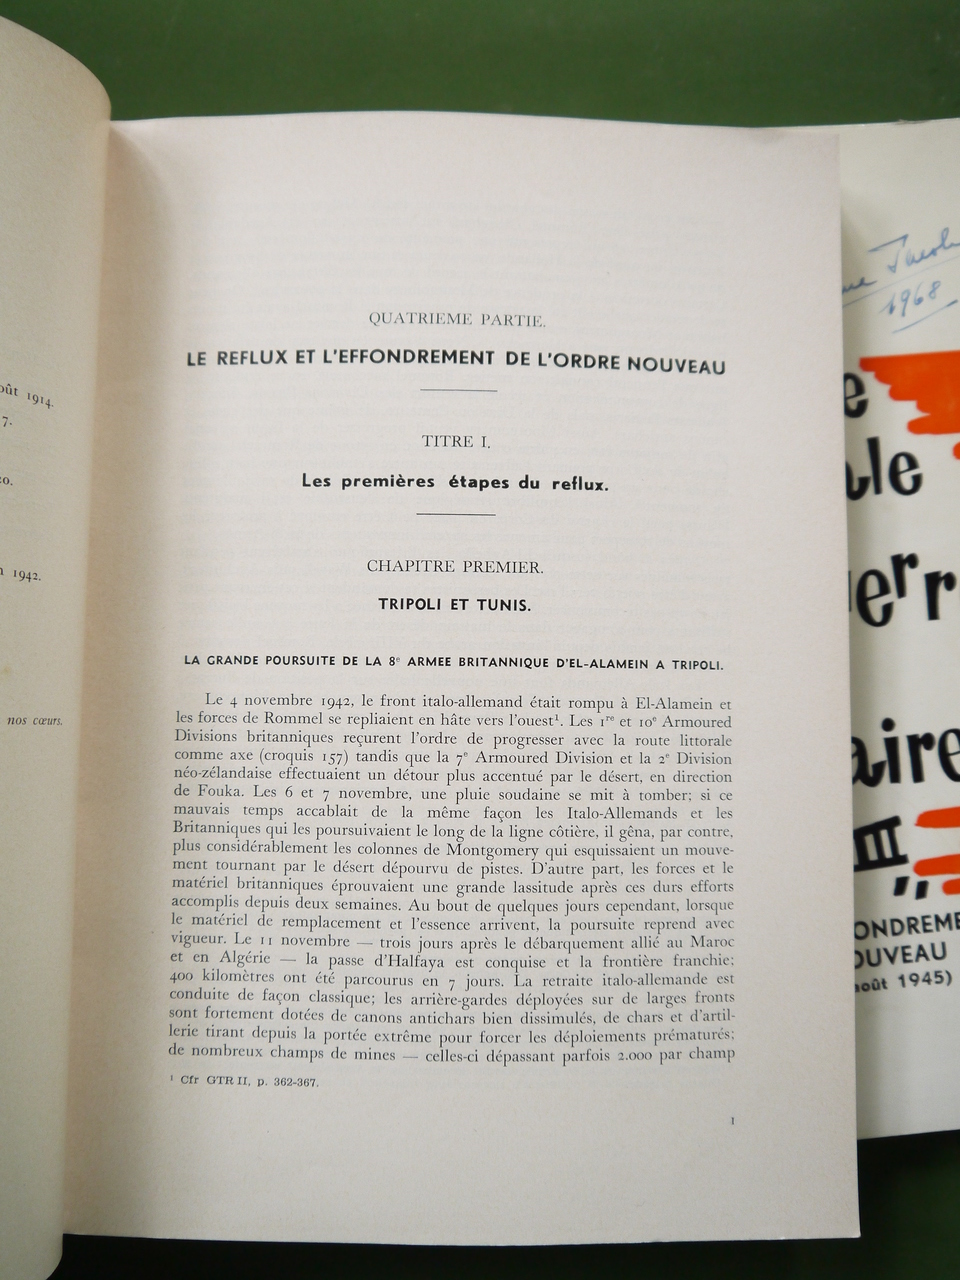 oût 1914.
7-
1942.
nos cœurs.
QUATRIEME PARTIE.
LE REFLUX ET L'EFFONDREMENT DE L'ORDRE NOUVEAU
TITRE I.
Les premières étapes du reflux.
CHAPITRE PREMIER.
TRIPOLI ET TUNIS.
LA GRANDE POURSUITE DE LA 8e ARMEE BRITANNIQUE D'EL-ALAMEIN A TRIPOLI.
Le 4 novembre 1942, le front italo-allemand était rompu à El-Alamein et
les forces de Rommel se repliaient en hâte vers l'ouest¹. Les 1re et 10e Armoured
Divisions britanniques reçurent l'ordre de progresser avec la route littorale
comme axe (croquis 157) tandis que la 7e Armoured Division et la 2e Division
néo-zélandaise effectuaient un détour plus accentué par le désert, en direction
de Fouka. Les 6 et 7 novembre, une pluie soudaine se mit à tomber; si ce
mauvais temps accablait de la même façon les Italo-Allemands et les
Britanniques qui les poursuivaient le long de la ligne côtière, il gêna, par contre,
plus considérablement les colonnes de Montgomery qui esquissaient un mouve-
ment tournant par le désert dépourvu de pistes. D'autre part, les forces et le
matériel britanniques éprouvaient une grande lassitude après ces durs efforts
accomplis depuis deux semaines. Au bout de quelques jours cependant, lorsque
le matériel de remplacement et l'essence arrivent, la poursuite reprend avec
vigueur. Le 11 novembre — trois jours après le débarquement allié au Maroc
et en Algérie — la passe d'Halfaya est conquise et la frontière franchie;
400 kilomètres ont été parcourus en 7 jours. La retraite italo-allemande est
conduite de façon classique; les arrière-gardes déployées sur de larges fronts
sont fortement dotées de canons antichars bien dissimulés, de chars et d'artil-
lerie tirant depuis la portée extrême pour forcer les déploiements prématurés;
de nombreux champs de mines — celles-ci dépassant parfois 2.000 par champ
¹ Cfr GTR II, p. 362-367.
1
1968
e
ale
uerre
aire
III
ONDREME
OUVEAU
août 1945)